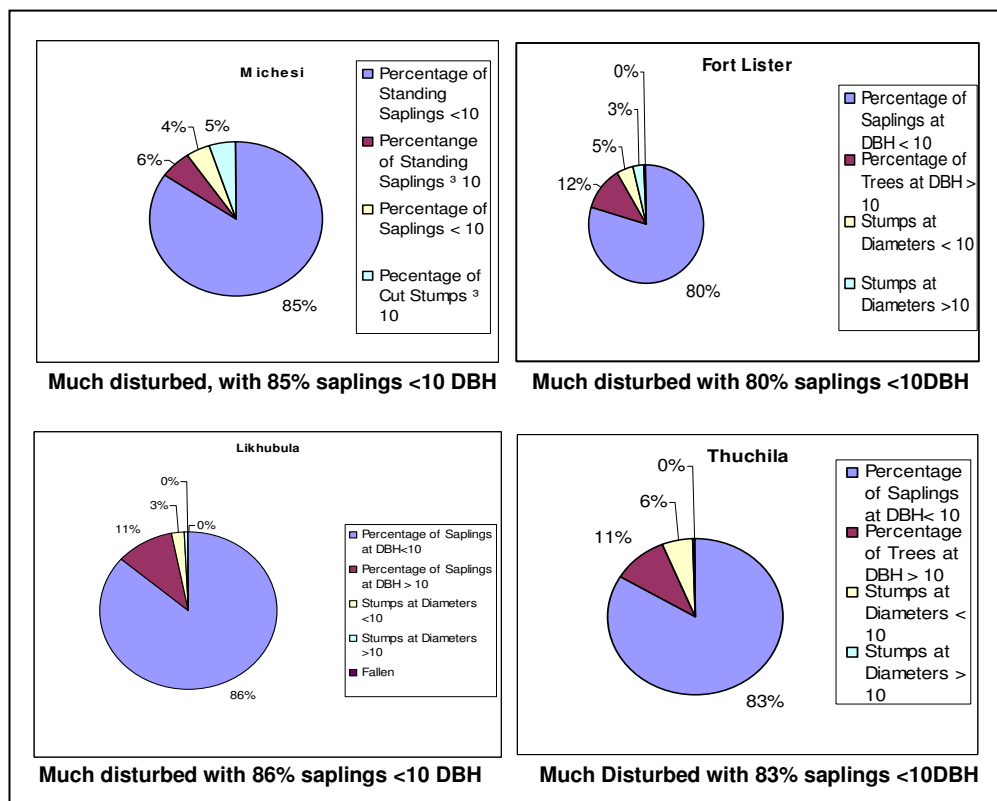 Michesi
4%
5%
6%
85%
Percentage of
Standing
Saplings <10
Percentange
of Standing
Saplings ³ 10
Percentage of
Saplings < 10
Pecentage of
Cut Stumps ³
10
Much disturbed, with 85% saplings <10 DBH
Fort Lister
0%
3%
5%
12%
80%
Percentage of
Saplings at
DBH < 10
Percentage of
Trees at DBH >
10
Stumps at
Diameters < 10
Stumps at
Diameters >10
Much disturbed with 80% saplings <10DBH
Likhubula
0%
3%
0%
11%
86%
Percentage of Saplings
at DBH<10
Percentage of Saplings
at DBH > 10
Stumps at Diameters
<10
Stumps at Diameters
>10
Fallen
Much disturbed with 86% saplings <10 DBH
Thuchila
0%
6%
11%
83%
Percentage
of Saplings
at DBH< 10
Percentage
of Trees at
DBH > 10
Stumps at
Diameters <
10
Stumps at
Diameters >
10
Much Disturbed with 83% saplings <10DBH